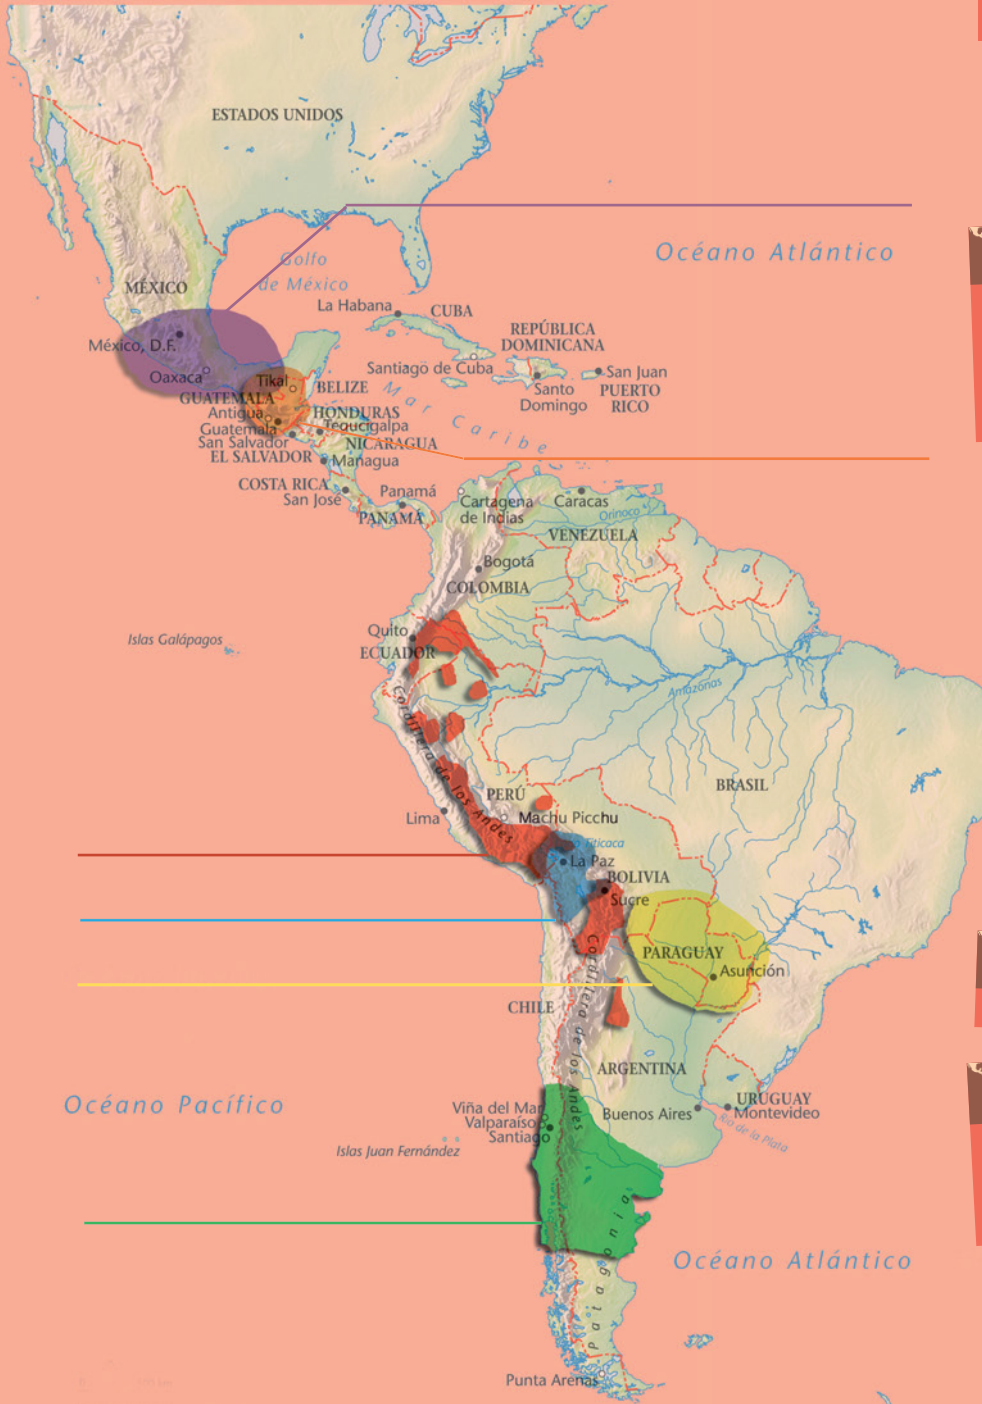 ESTADOS UNIDOS
Océano Atlántico
Golfo
de México
MÉXICO
La Habana
CUBA
REPÚBLICA
DOMINICANA
México, D.F.
Santiago de Cuba
San Juan
Oaxaca
Tikal
BELIZE
Santo
Domingo
PUERTO
RICO
Mar Caribe
GUATEMALA
Antigua
HONDURAS
Guatemala
Tegucigalpa
San Salvador
NICARAGUA
EL SALVADOR
Managua
COSTA RICA
San José
Panamá
PANAMÁ
Cartagena
de Indias
Caracas
Orinoco
VENEZUELA
Bogotá
COLOMBIA
Islas Galápagos
Quito
ECUADOR
Amazonas
Cordillera de los Andes
PERÚ
BRASIL
Lima
Machu Picchu
Titicaca
La Paz
BOLIVIA
Sucre
PARAGUAY
Asunción
CHILE
Cordillera de los Andes
ARGENTINA
Océano Pacífico
Viña del Mar
Valparaíso
Santiago
Buenos Aires
URUGUAY
Montevideo
Río de la Plata
Islas Juan Fernández
Patagonia
Océano Atlántico
Punta Arenas